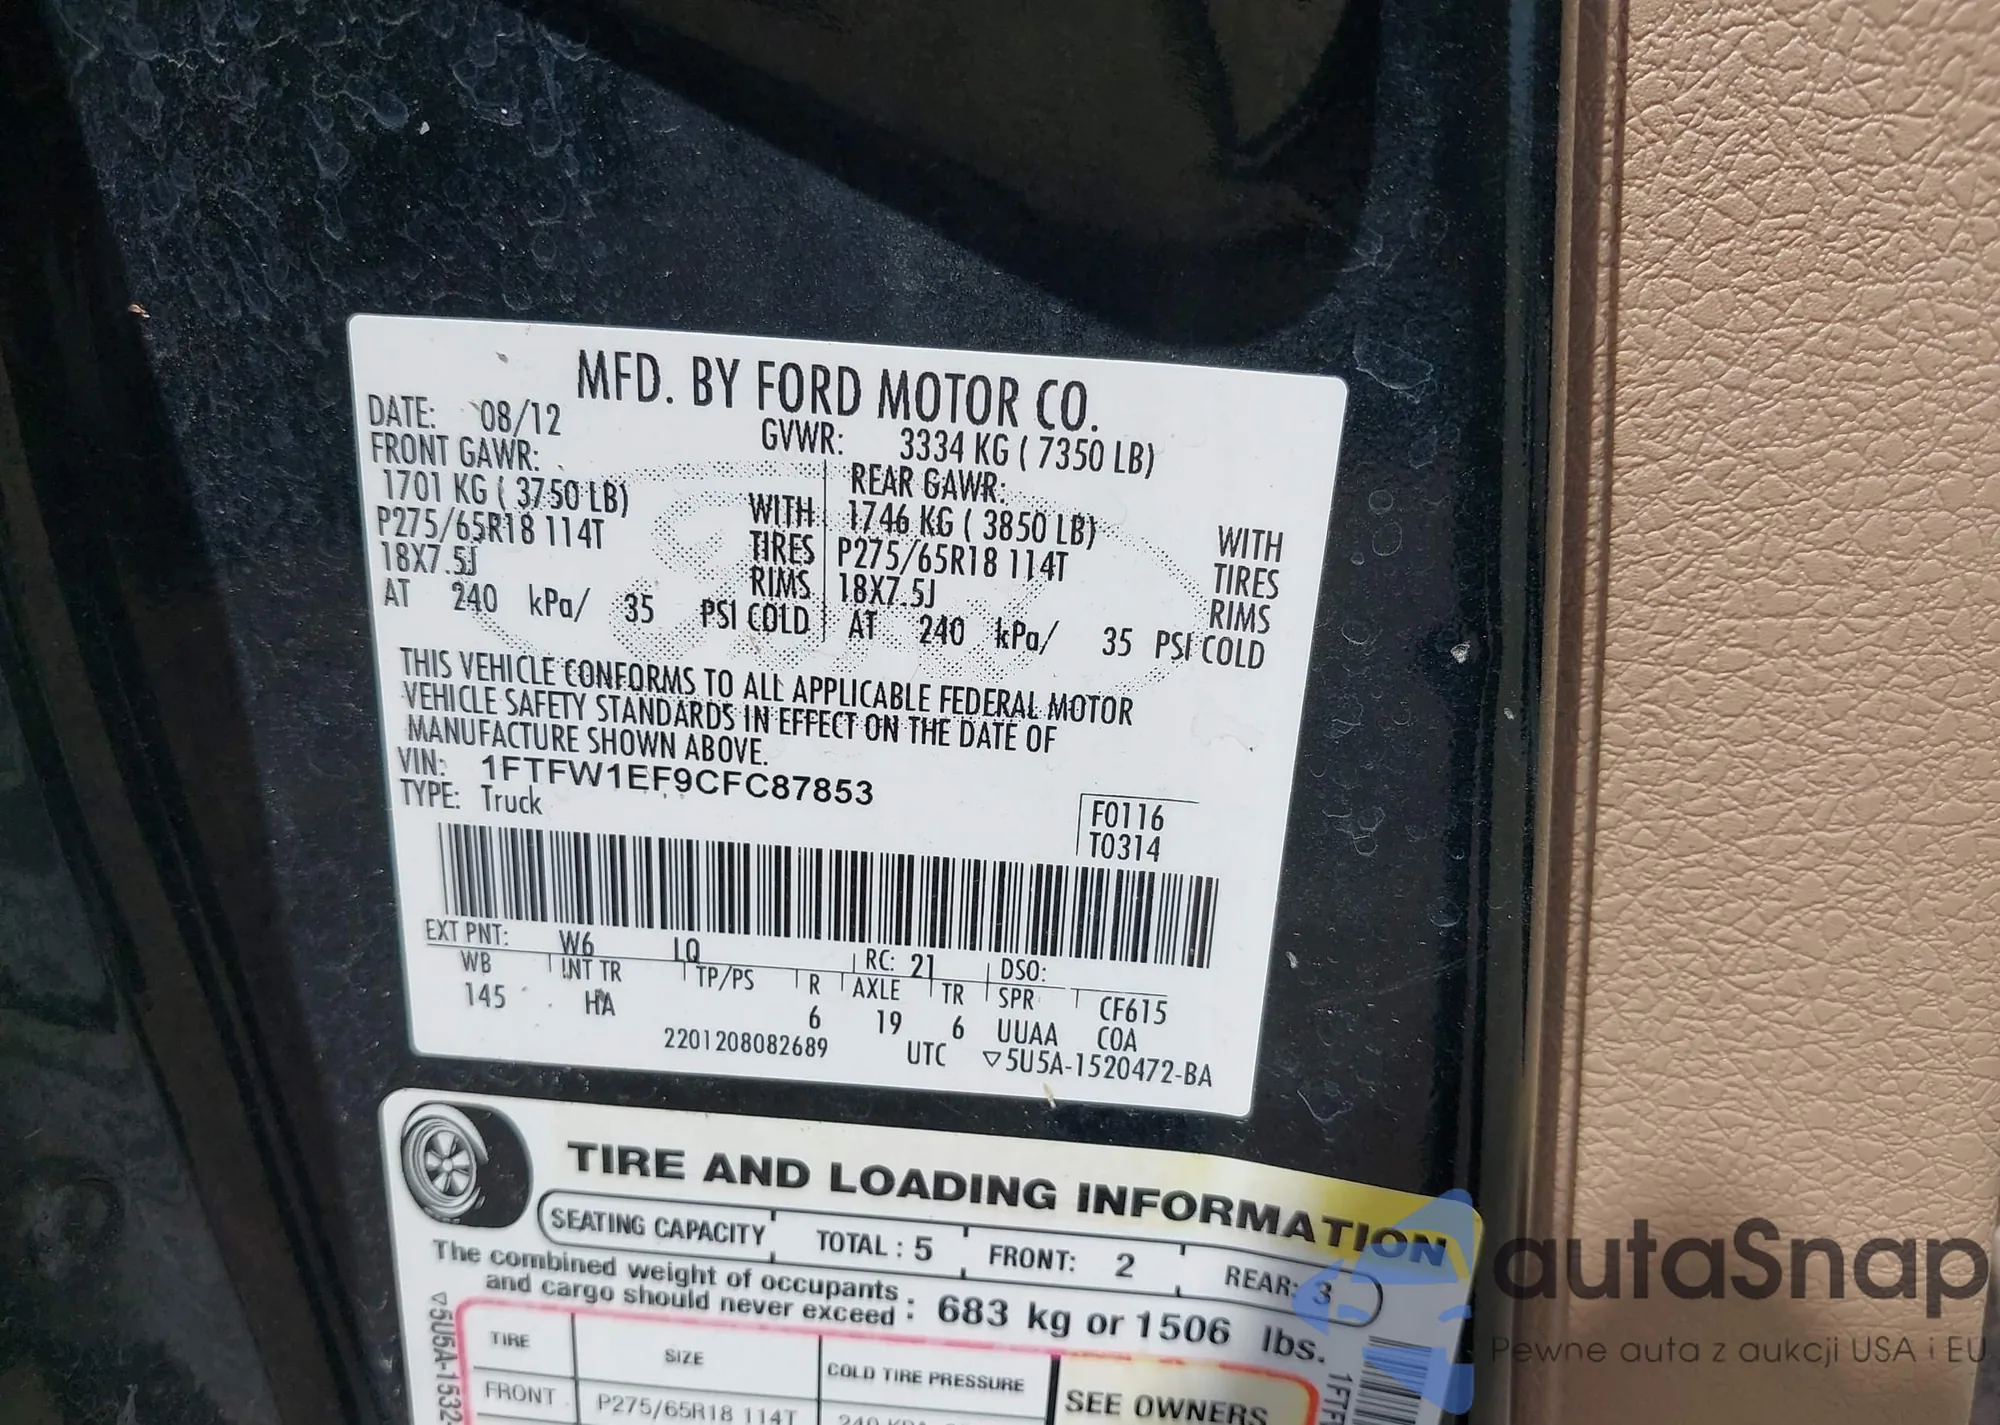 MFD. BY FORD MOTOR CO.
DATE: 08/12
GVWR: 3334 KG ( 7350 LB)
FRONT GAWR:
1701 KG ( 3750 LB)
P275/65R18 114T
18X7.5J
AT 240 kPa/ 35 PSI COLD
WITH
TIRES
RIMS
REAR GAWR:
1746 KG ( 3850 LB)
P275/65R18 114T
18X7.5J
AT 240 kPa/ 35 PSI COLD
WITH
TIRES
RIMS
THIS VEHICLE CONFORMS TO ALL APPLICABLE FEDERAL MOTOR
VEHICLE SAFETY STANDARDS IN EFFECT ON THE DATE OF
MANUFACTURE SHOWN ABOVE.
VIN: 1FTFW1EF9CFC87853
TYPE: Truck
F0116
T0314
EXT PNT: W6 LQ RC: 21 DSO:
WB INT TR TP/PS R AXLE TR SPR CF615
145 HA 6 19 6 UUAA COA
2201208082689 UTC ▽5U5A-1520472-BA
TIRE AND LOADING INFORMATION
SEATING CAPACITY TOTAL : 5 FRONT: 2 REAR: 3
The combined weight of occupants
and cargo should never exceed : 683 kg or 1506 lbs.
TIRE SIZE COLD TIRE PRESSURE
SEE OWNERS
FRONT P275/65R18 114T
▽5U5A-1532
1FTF
autaSnap
Pewne auta z aukcji USA i EU